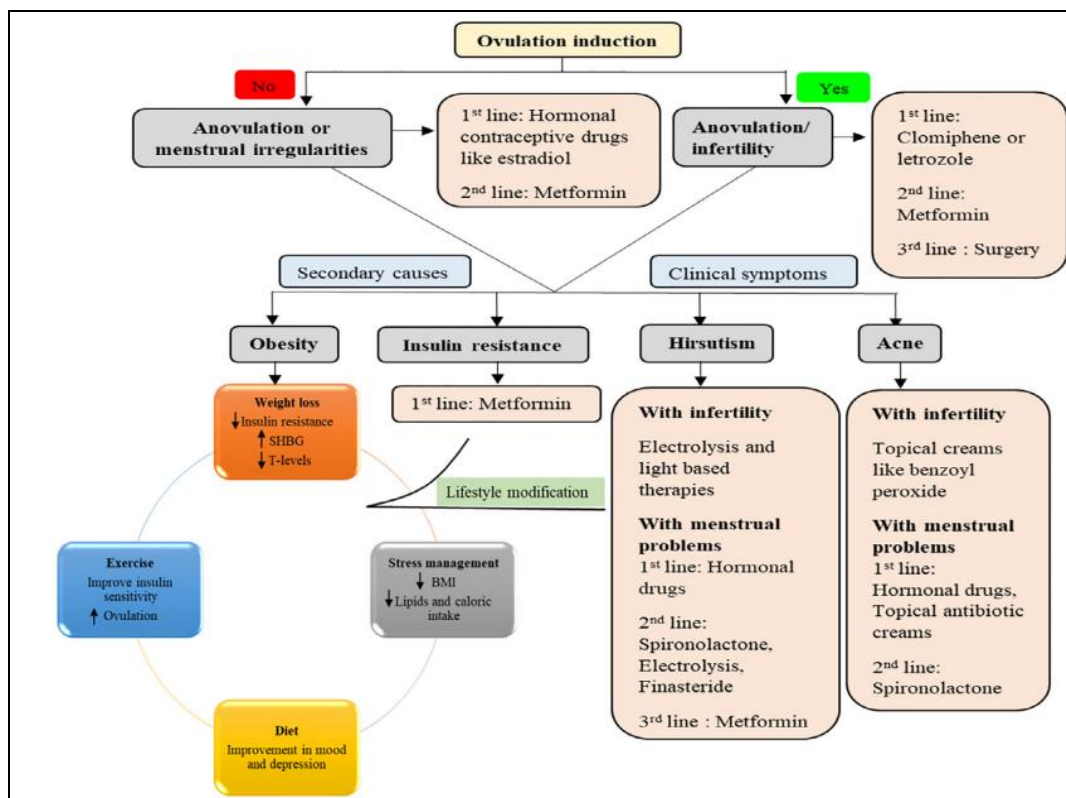 Ovulation induction
No
Yes
Anovulation or
menstrual irregularities
1st line: Hormonal
contraceptive drugs
like estradiol
2nd line: Metformin
Anovulation/
infertility
1st line:
Clomiphene or
letrozole
2nd line:
Metformin
3rd line : Surgery
Secondary causes
Clinical symptoms
Obesity
Insulin resistance
Hirsutism
Acne
Weight loss
↓Insulin resistance
↑ SHBG
↓ T-levels
1st line: Metformin
Lifestyle modification
Exercise
Improve insulin
sensitivity
↑ Ovulation
Stress management
↓ BMI
↓Lipids and caloric
intake
Diet
Improvement in mood
and depression
With infertility
Electrolysis and
light based
therapies
With menstrual
problems
1st line: Hormonal
drugs
2nd line:
Spironolactone,
Electrolysis,
Finasteride
3rd line : Metformin
With infertility
Topical creams
like benzoyl
peroxide
With menstrual
problems
1st line:
Hormonal drugs,
Topical antibiotic
creams
2nd line:
Spironolactone